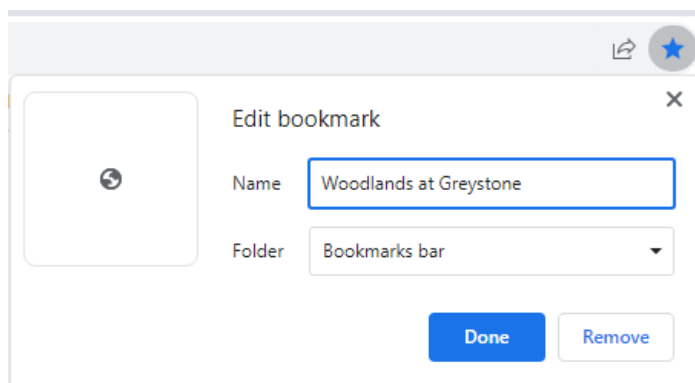 Edit bookmark
Name Woodlands at Greystone
Folder Bookmarks bar
Done Remove